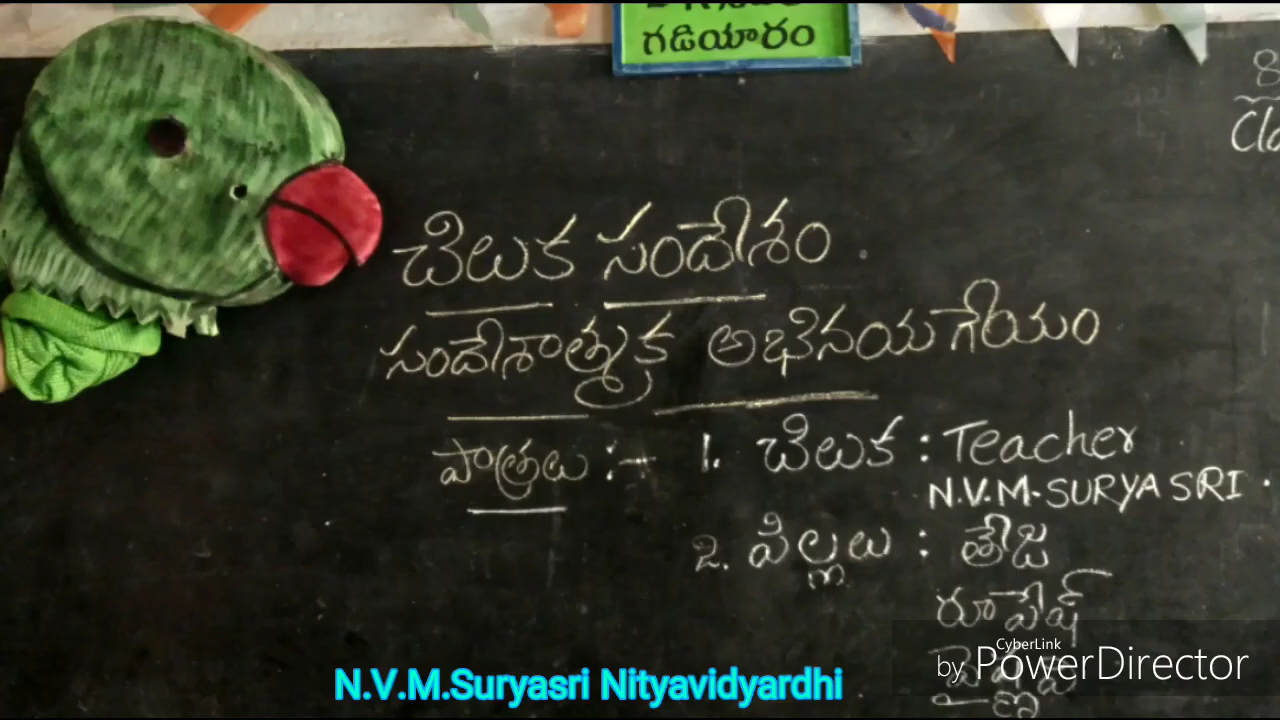 గడియారం
చిలుక సందేశం.
సందేశాత్మక అభినయగేయం
పాత్రలు :- 1. చిలుక : Teacher
N.V.M. SURYA SRI.
2. పిల్లలు : తేజ
రూపేష్
CyberLink
by PowerDirector
N.V.M.Suryasri Nityavidyardhi